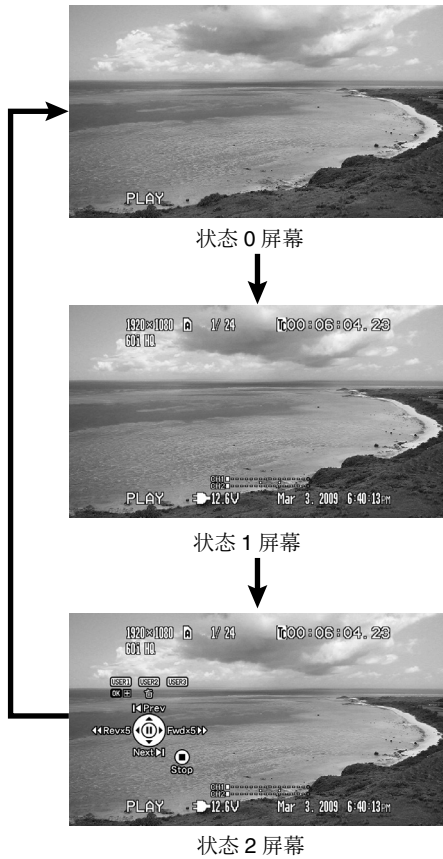 PLAY
状态 0 屏幕
1920×1080 A 1/ 24 TC 00:06:04.23
60i HQ
CH1
CH2
PLAY 12.6V Mar 3. 2009 6:40:13PM
状态 1 屏幕
1920×1080 A 1/ 24 TC 00:06:04.23
60i HQ
USER1 USER2 USER3
OK
Prev
Rev×5 Fwd×5
Next
Stop
CH1
CH2
PLAY 12.6V Mar 3. 2009 6:40:13PM
状态 2 屏幕